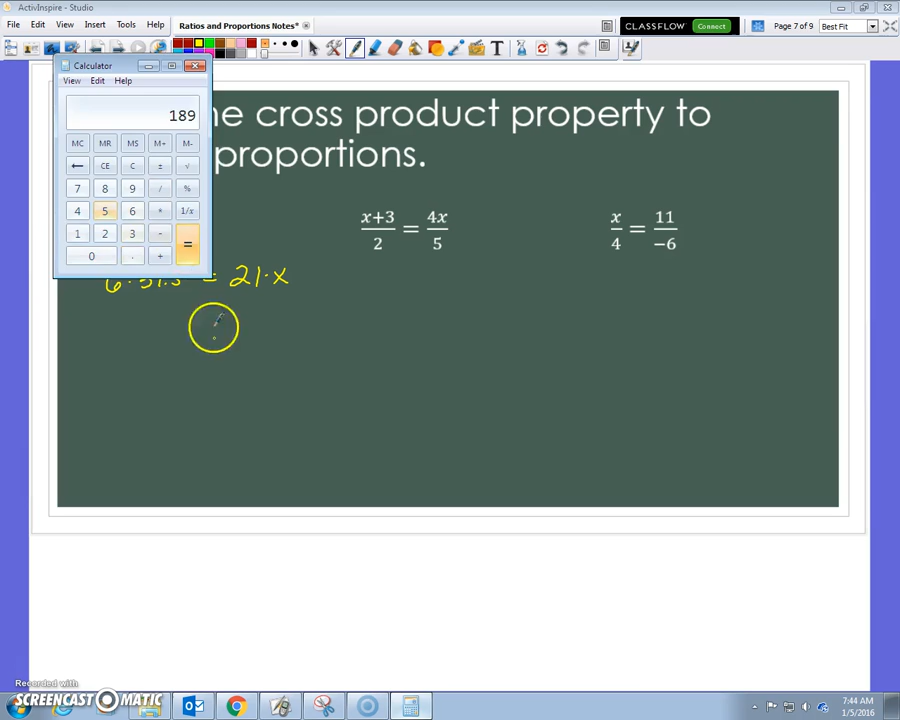 ActivInspire - Studio
File Edit View Insert Tools Help Ratios and Proportions Notes* CLASSFLOW Connect Page 7 of 9 Best Fit
Calculator
View Edit Help
189
MC MR MS M+ M-
← CE C ± √
7 8 9 / %
4 5 6 * 1/x
1 2 3 - =
0 . +
he cross product property to
proportions.
x+3/2 = 4x/5
x/4 = 11/−6
6 · 31.5 = 21 · x
Recorded with
SCREENCAST-O-MATIC
7:44 AM
1/5/2016